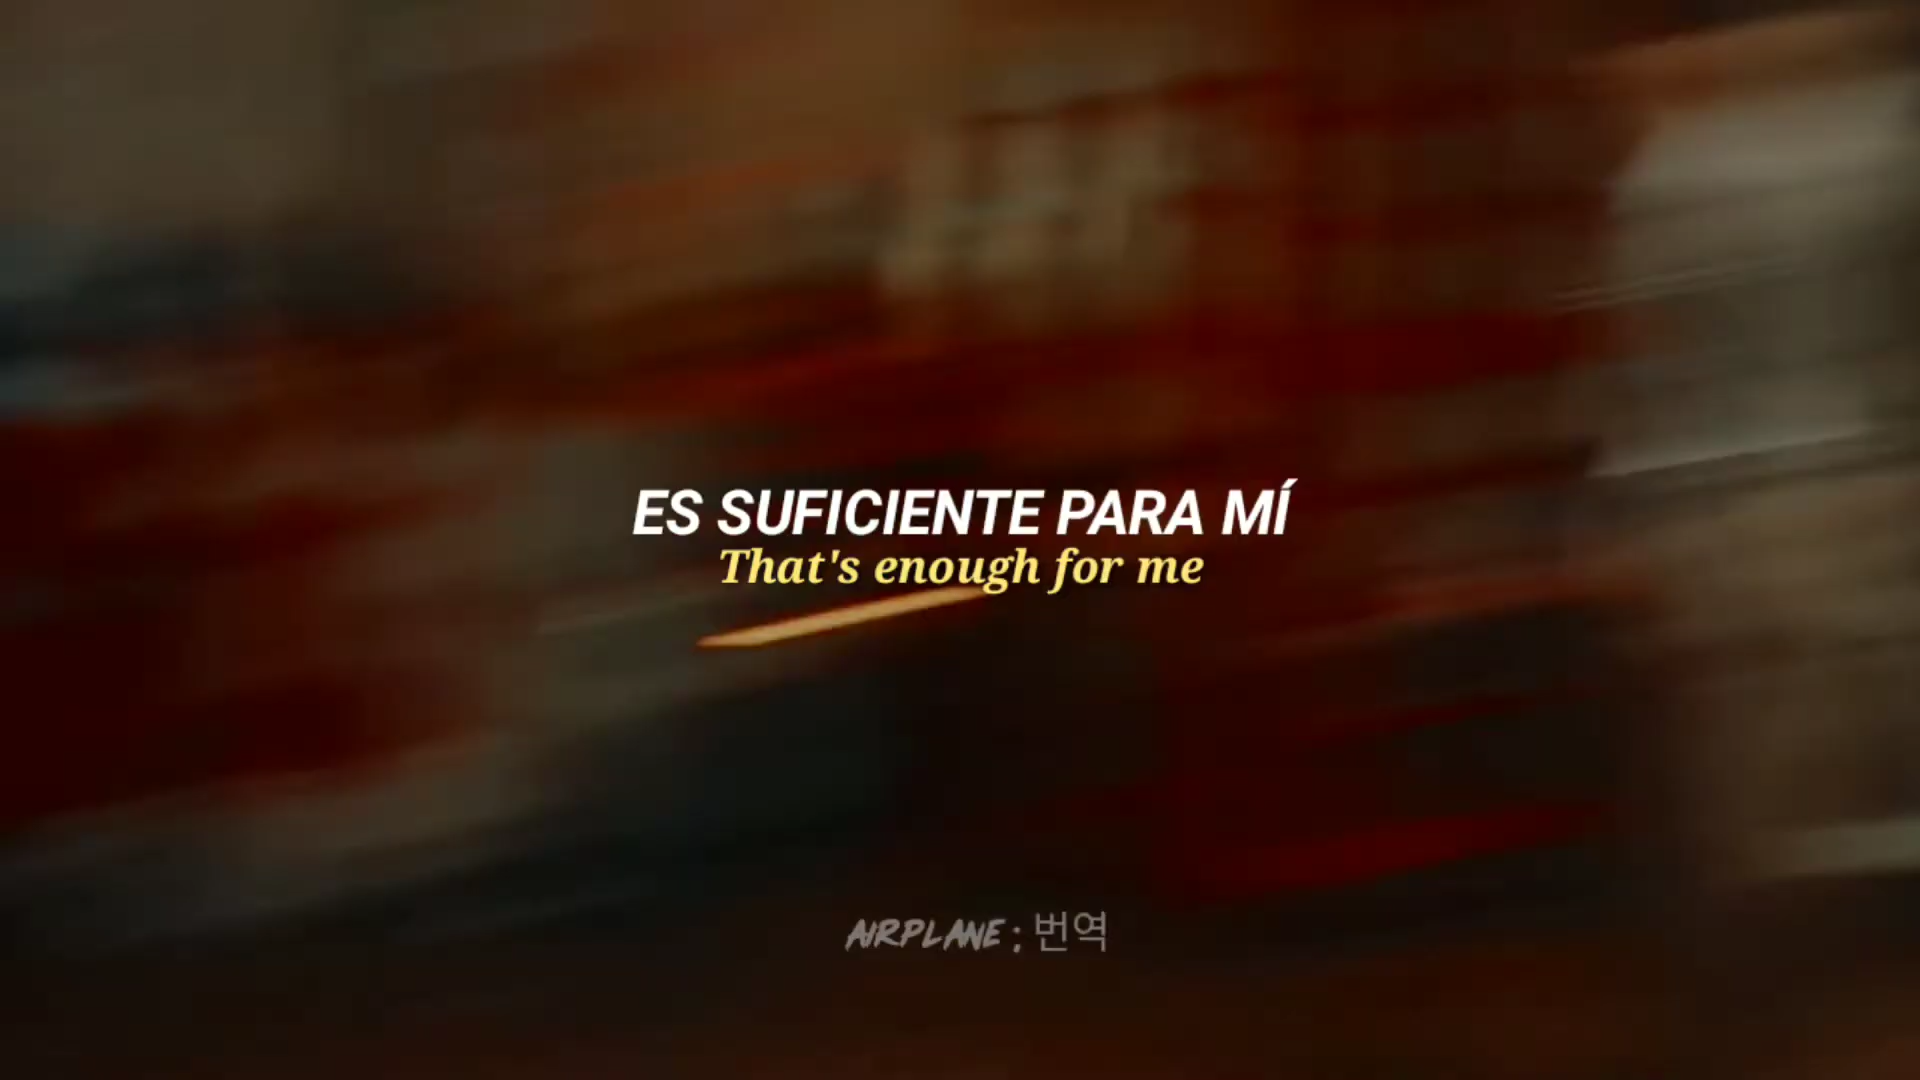 ES SUFICIENTE PARA MÍ
That's enough for me
AIRPLANE ; 번역